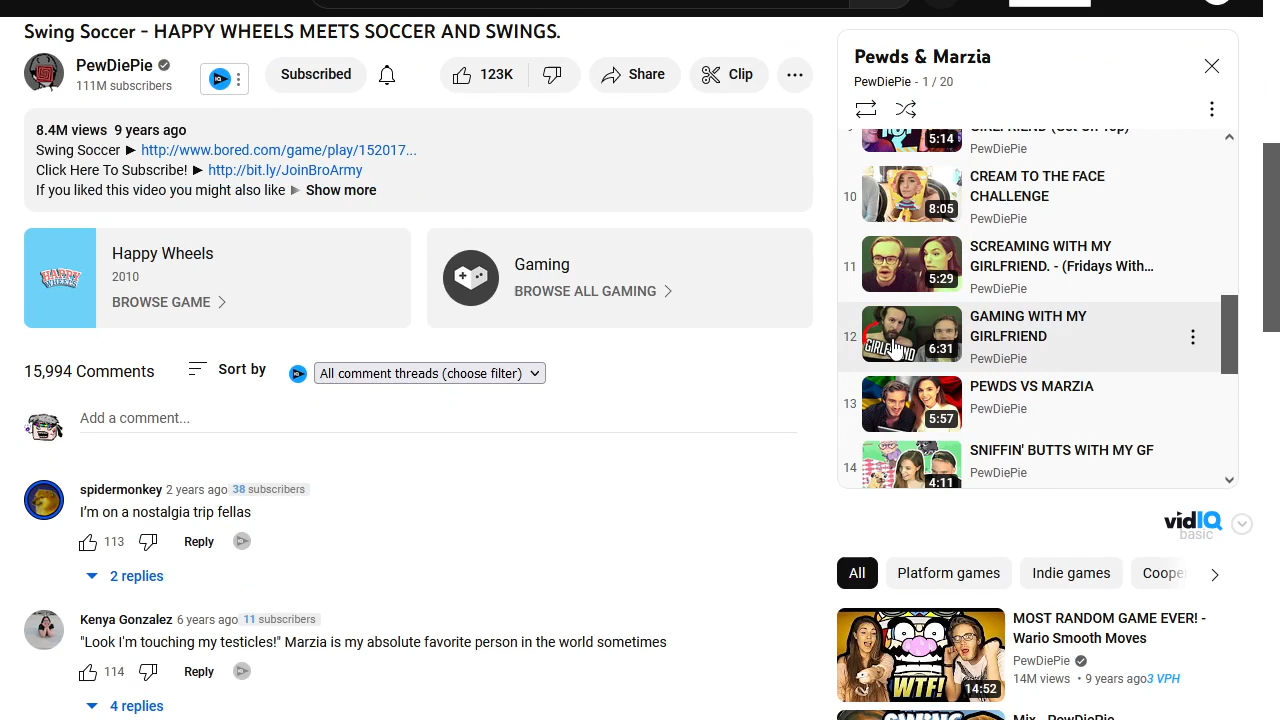 Swing Soccer - HAPPY WHEELS MEETS SOCCER AND SWINGS.
PewDiePie
111M subscribers
Subscribed
123K
Share
Clip
8.4M views 9 years ago
Swing Soccer ► http://www.bored.com/game/play/152017...
Click Here To Subscribe! ► http://bit.ly/JoinBroArmy
If you liked this video you might also like ► Show more
HAPPY WHEELS
Happy Wheels
2010
BROWSE GAME
Gaming
BROWSE ALL GAMING
15,994 Comments
Sort by
All comment threads (choose filter)
Add a comment...
spidermonkey 2 years ago 38 subscribers
I’m on a nostalgia trip fellas
113
Reply
2 replies
Kenya Gonzalez 6 years ago 11 subscribers
"Look I'm touching my testicles!" Marzia is my absolute favorite person in the world sometimes
114
Reply
4 replies
Pewds & Marzia
PewDiePie - 1 / 20
5:14
PewDiePie
10
8:05
CREAM TO THE FACE
CHALLENGE
PewDiePie
11
5:29
SCREAMING WITH MY
GIRLFRIEND. - (Fridays With…
PewDiePie
12
6:31
GAMING WITH MY
GIRLFRIEND
PewDiePie
13
5:57
PEWDS VS MARZIA
PewDiePie
14
4:11
SNIFFIN' BUTTS WITH MY GF
PewDiePie
vidIQ
basic
All
Platform games
Indie games
Coope
WTF!
14:52
MOST RANDOM GAME EVER! -
Wario Smooth Moves
PewDiePie
14M views • 9 years ago 3 VPH
Mix - PewDiePie